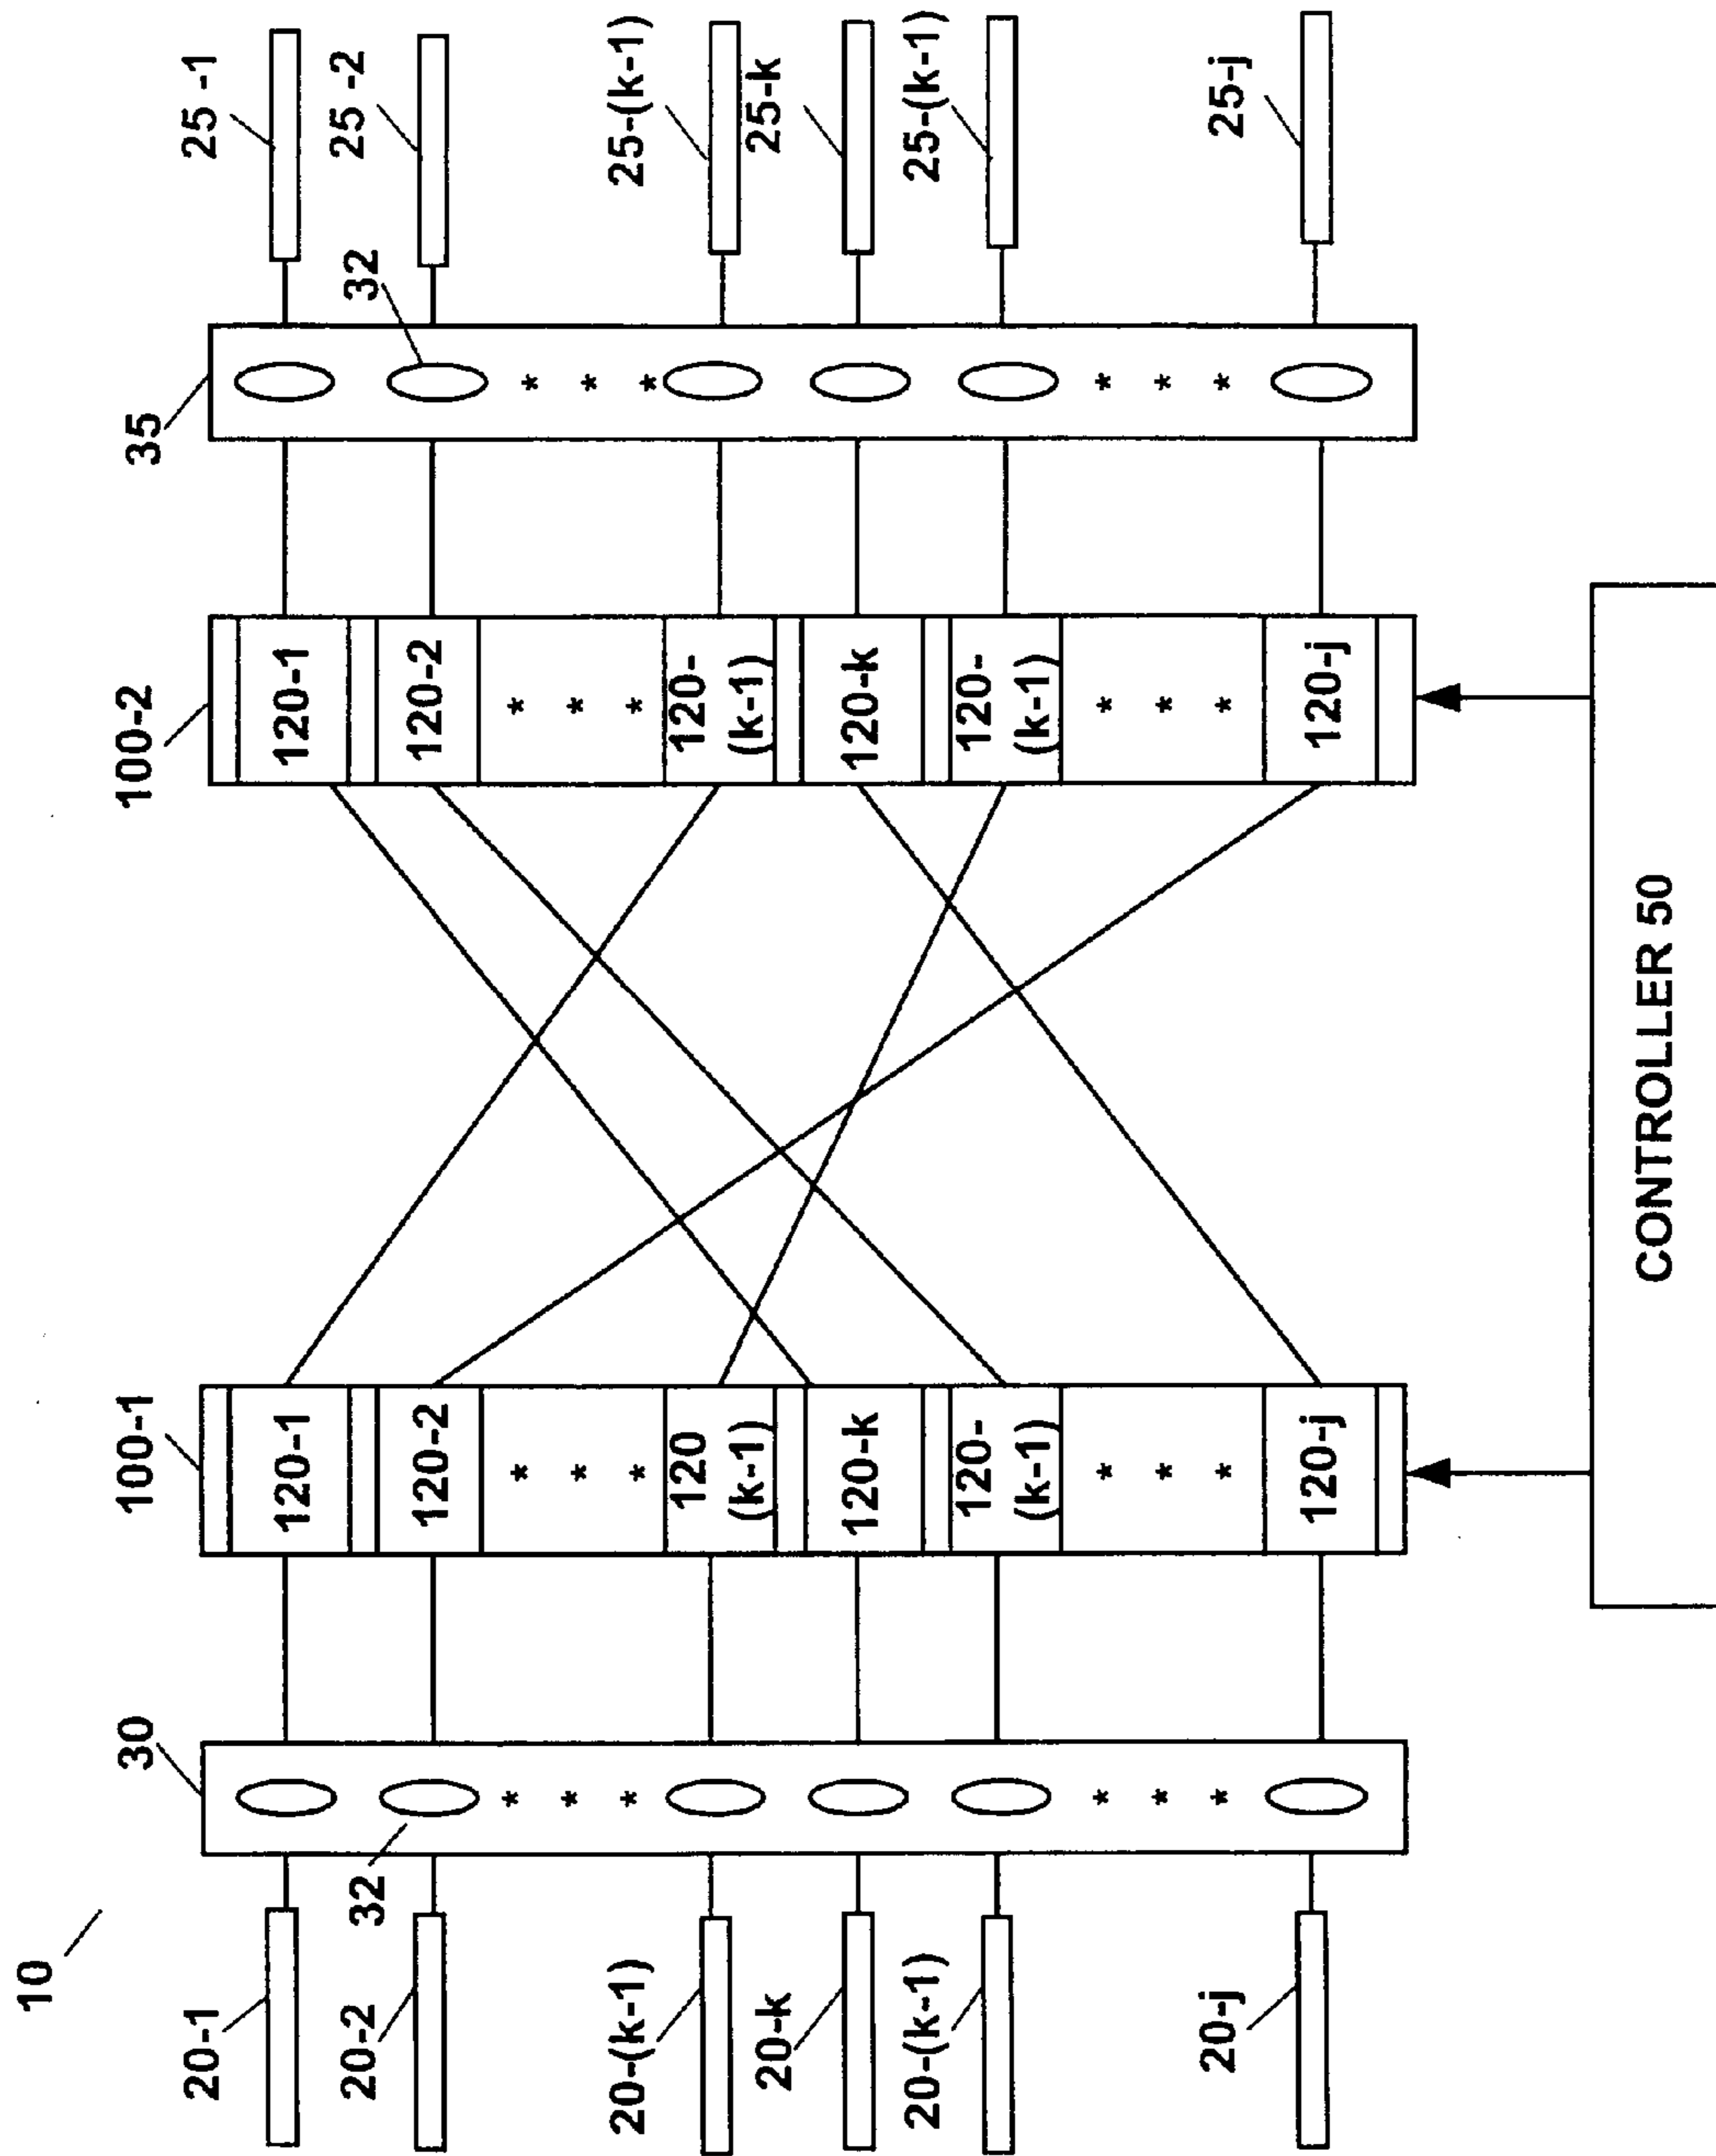 10
20-1
20-2
20-(k-1)
20-k
20-(k-1)
20-j
30
32
* * *
* * *
100-1
120-1
120-2
* * *
120
(k-1)
120-k
120-
(k-1)
* * *
120-j
100-2
120-1
120-2
* * *
120-
(k-1)
120-k
120-
(k-1)
* * *
120-j
35
32
* * *
* * *
25 -1
25 -2
25-(k-1)
25-k
25-(k-1)
25-j
CONTROLLER 50